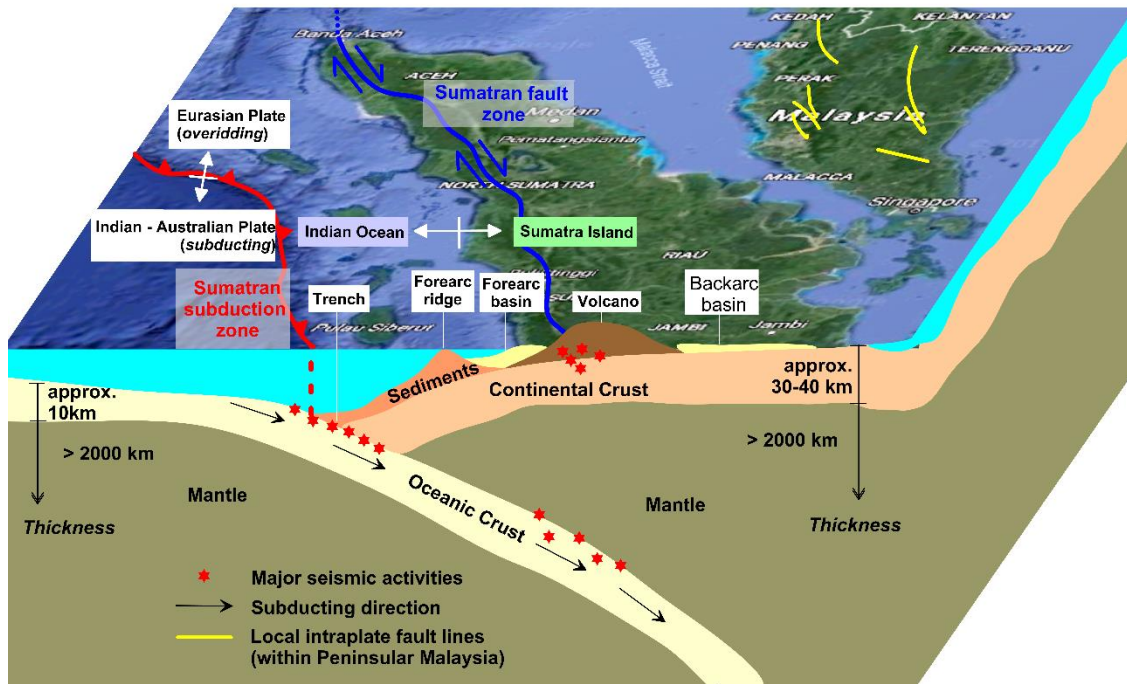 KEDAH
KELANTAN
PENANG
TERENGGANU
Banda Aceh
ACEH
Malacca Strait
PERAK
Sumatran fault
zone
Medan
Eurasian Plate
(overidding)
Malaysia
Pematangsiantar
MALACCA
NORTH SUMATRA
Singapore
Indian - Australian Plate
(subducting)
Indian Ocean
Sumatra Island
RIAU
Sumatran
subduction
zone
Trench
Forearc
ridge
Forearc
basin
Volcano
Backarc
basin
Pulau Siberut
JAMBI
Jambi
approx.
10km
Sediments
Continental Crust
approx.
30-40 km
> 2000 km
> 2000 km
Mantle
Oceanic Crust
Mantle
Thickness
Thickness
Major seismic activities
Subducting direction
Local intraplate fault lines
(within Peninsular Malaysia)